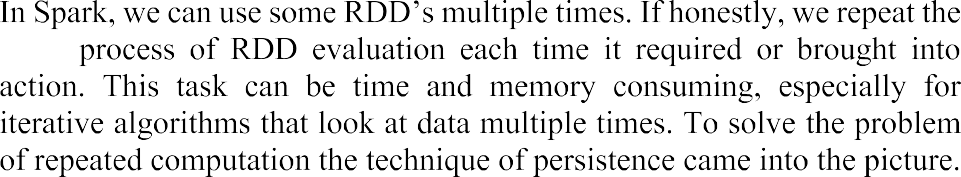 In Spark, we can use some RDD’s multiple times. If honestly, we repeat the
process of RDD evaluation each time it required or brought into
action. This task can be time and memory consuming, especially for
iterative algorithms that look at data multiple times. To solve the problem
of repeated computation the technique of persistence came into the picture.